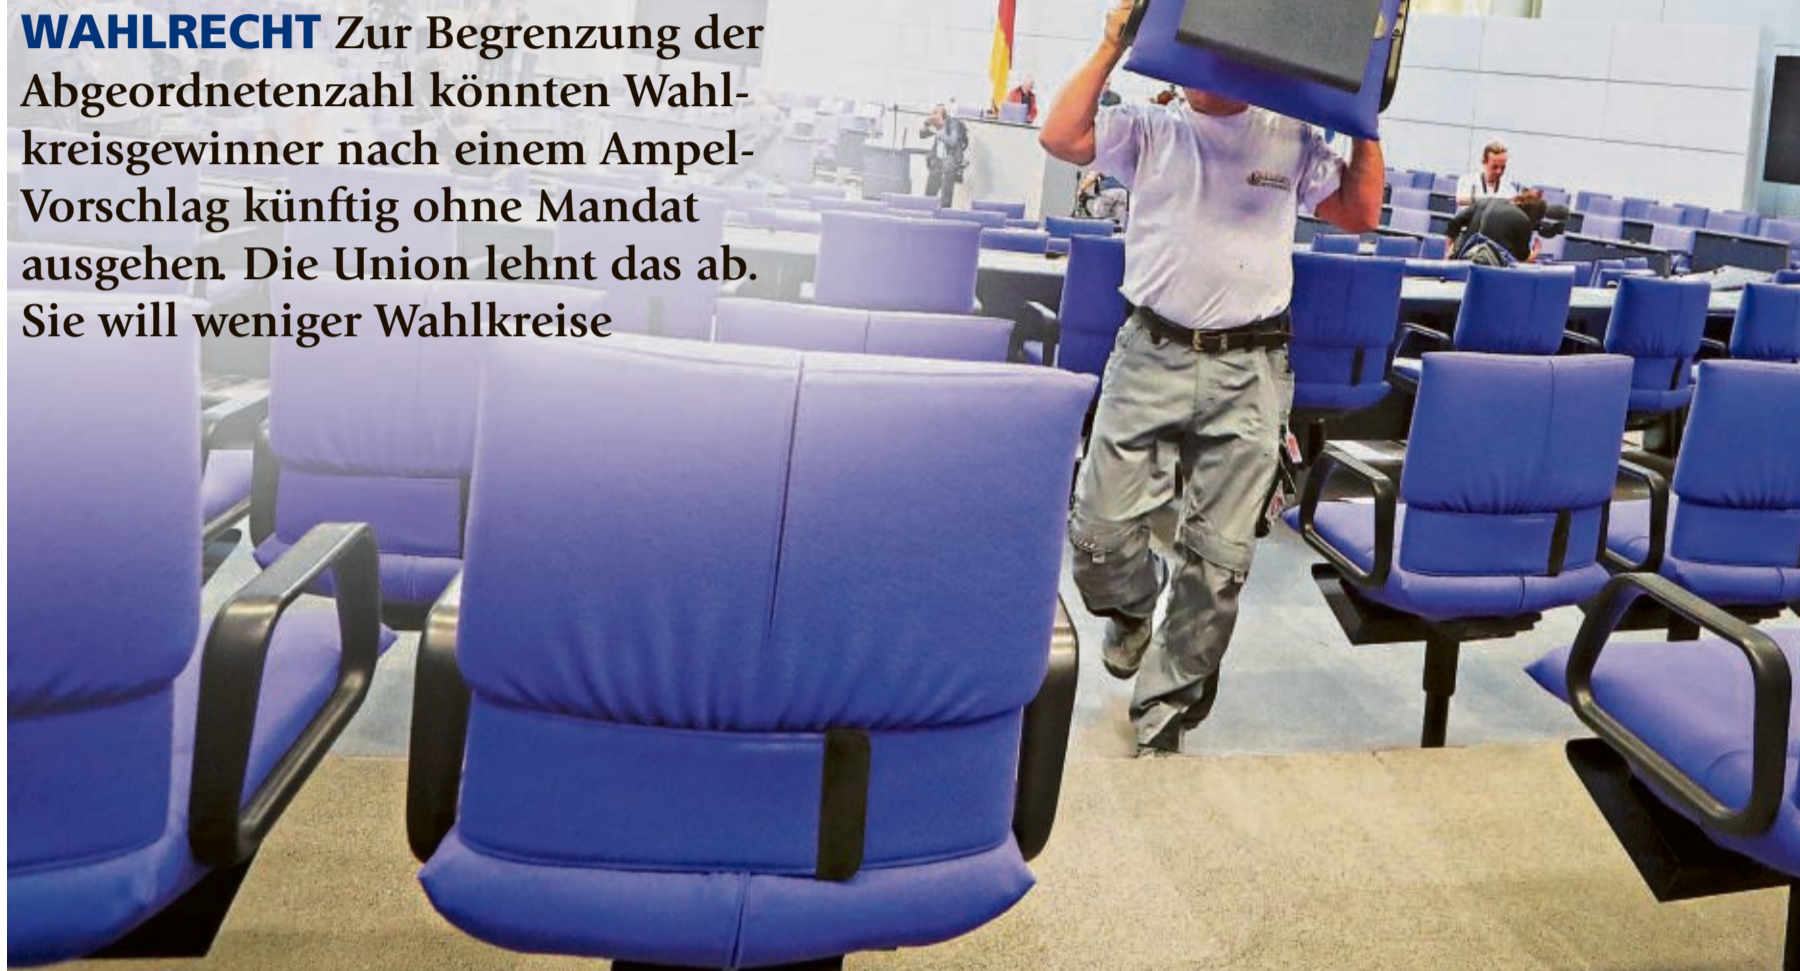 WAHLRECHT Zur Begrenzung der
Abgeordnetenzahl könnten Wahl-
kreisgewinner nach einem Ampel-
Vorschlag künftig ohne Mandat
ausgehen. Die Union lehnt das ab.
Sie will weniger Wahlkreise